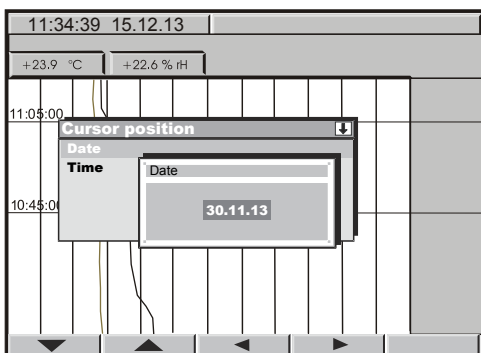 11:34:39 15.12.13
+23.9 °C
+22.6 % rH
11:05:00
Cursor position
Date
Time
Date
30.11.13
10:45:0